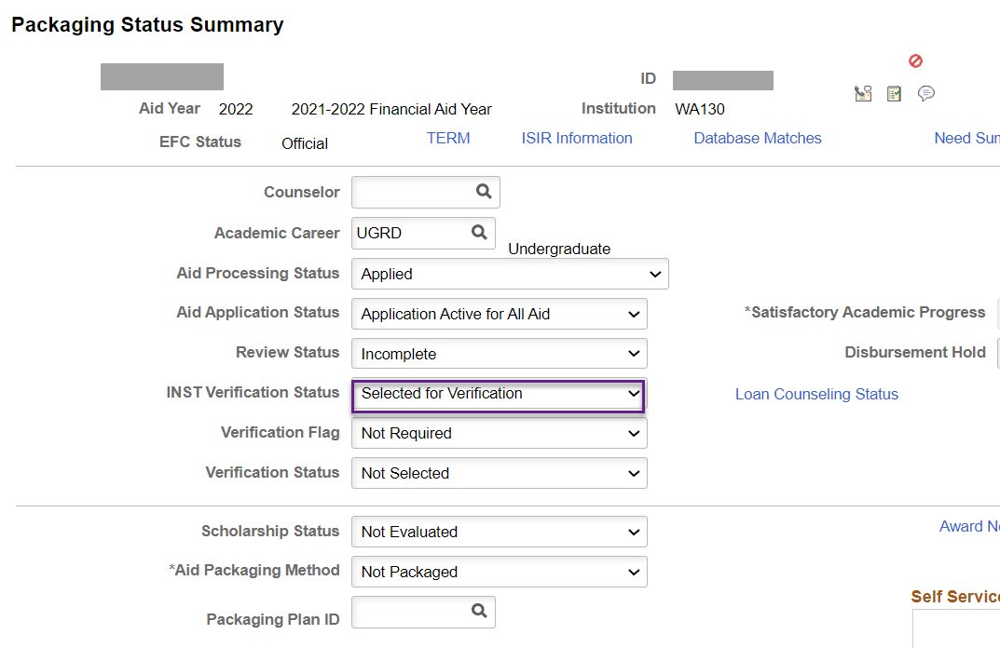 Packaging Status Summary
ID
Aid Year 2022 2021-2022 Financial Aid Year Institution WA130
EFC Status Official TERM ISIR Information Database Matches Need Sum
Counselor
Academic Career UGRD Undergraduate
Aid Processing Status Applied
Aid Application Status Application Active for All Aid *Satisfactory Academic Progress
Review Status Incomplete Disbursement Hold
INST Verification Status Selected for Verification Loan Counseling Status
Verification Flag Not Required
Verification Status Not Selected
Scholarship Status Not Evaluated Award No
*Aid Packaging Method Not Packaged
Packaging Plan ID Self Service